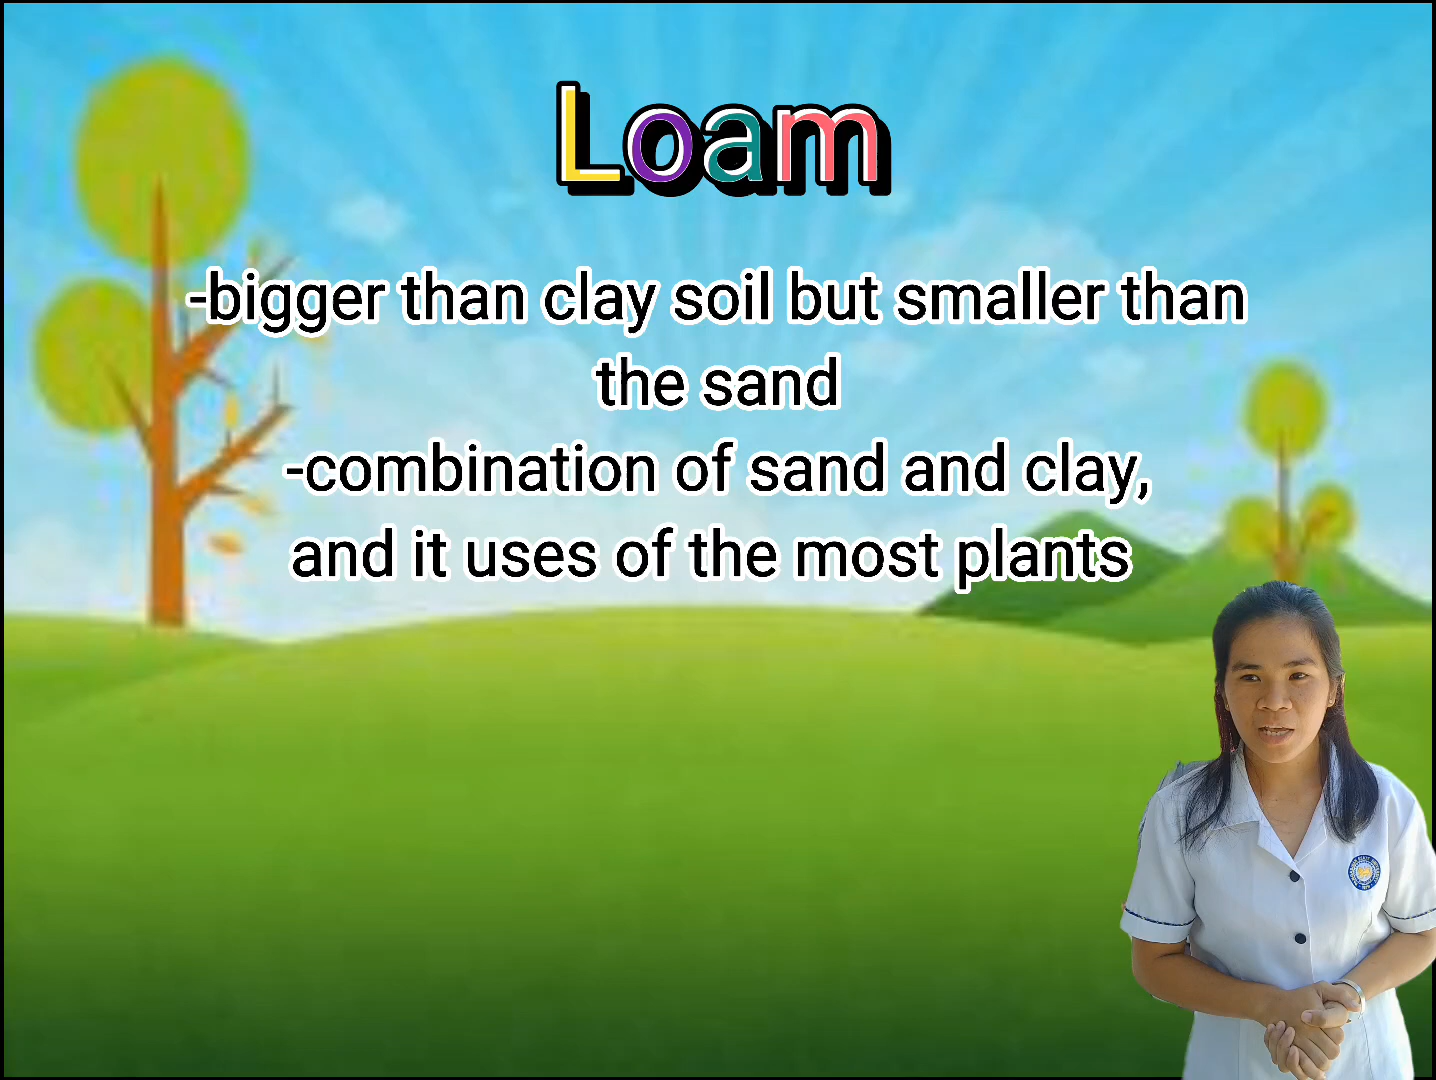 Loam
-bigger than clay soil but smaller than
the sand
-combination of sand and clay,
and it uses of the most plants